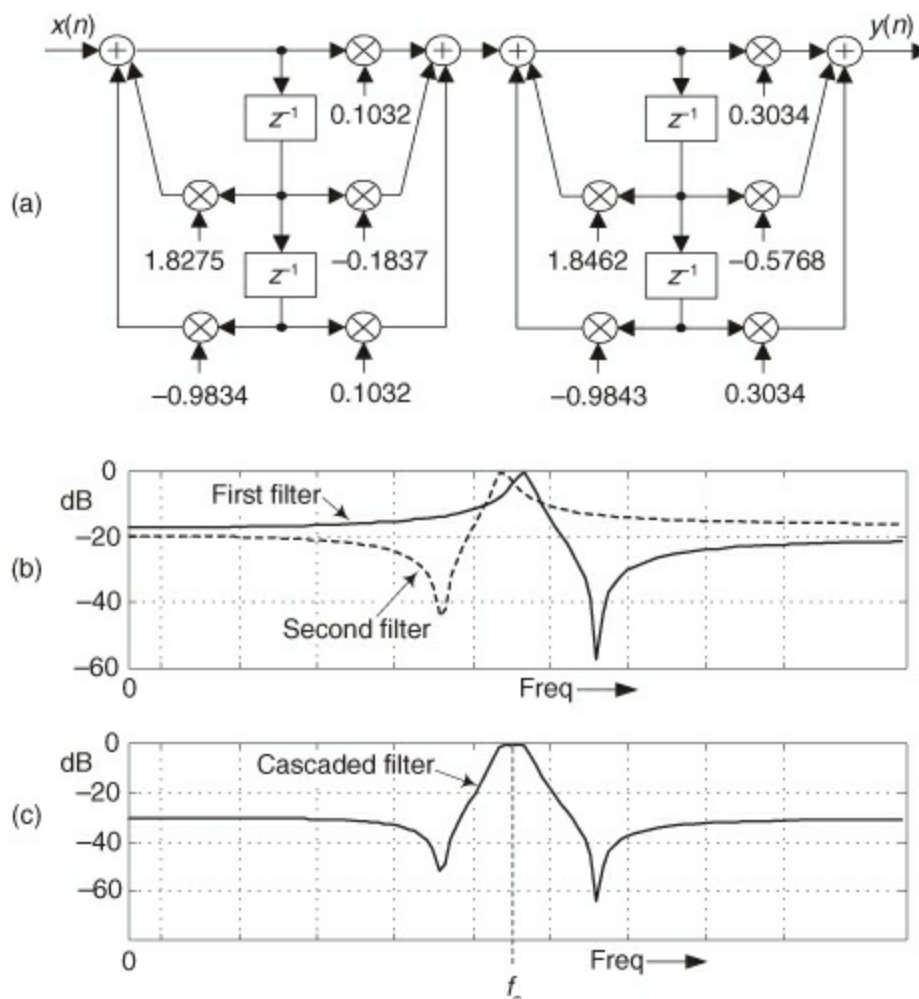 x(n) y(n)
+ + + +
0.1032 0.3034
z⁻¹ z⁻¹
(a)
1.8275 –0.1837 1.8462 –0.5768
z⁻¹ z⁻¹
–0.9834 0.1032 –0.9843 0.3034
0
dB
First filter
–20
(b)
–40
Second filter
–60
0 Freq
0
dB
Cascaded filter
–20
(c)
–40
–60
0 Freq